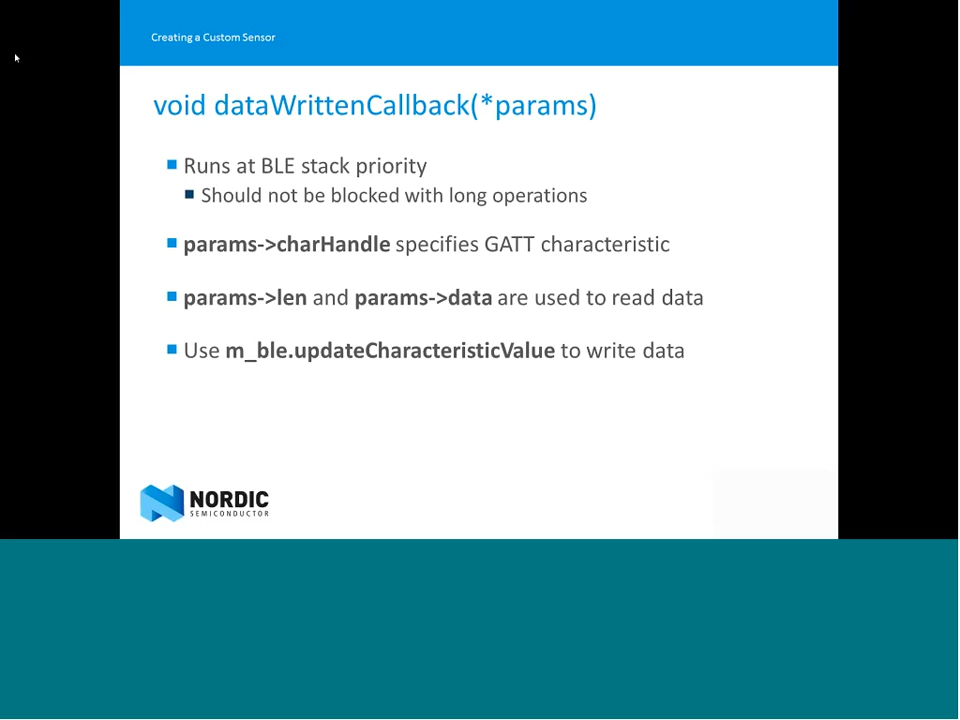 Creating a Custom Sensor
void dataWrittenCallback(*params)
Runs at BLE stack priority
Should not be blocked with long operations
params->charHandle specifies GATT characteristic
params->len and params->data are used to read data
Use m_ble.updateCharacteristicValue to write data
NORDIC
SEMICONDUCTOR